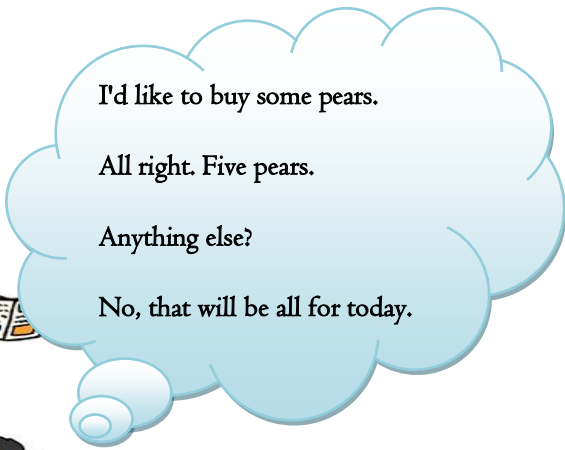 I'd like to buy some pears.
All right. Five pears.
Anything else?
No, that will be all for today.